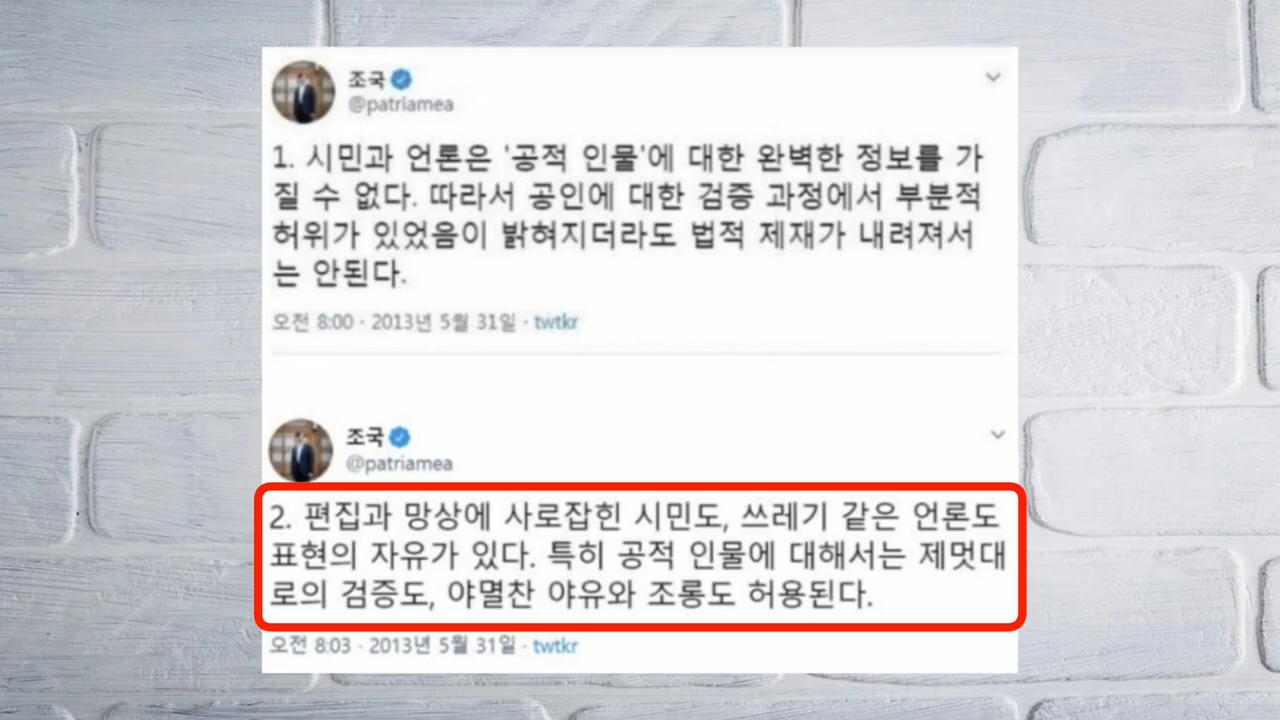 조국
@patriamea
1. 시민과 언론은 '공적 인물'에 대한 완벽한 정보를 가
질 수 없다. 따라서 공인에 대한 검증 과정에서 부분적
허위가 있었음이 밝혀지더라도 법적 제재가 내려져서
는 안된다.
오전 8:00 · 2013년 5월 31일 · twtkr
조국
@patriamea
2. 편집과 망상에 사로잡힌 시민도, 쓰레기 같은 언론도
표현의 자유가 있다. 특히 공적 인물에 대해서는 제멋대
로의 검증도, 야멸찬 야유와 조롱도 허용된다.
오전 8:03 · 2013년 5월 31일 · twtkr